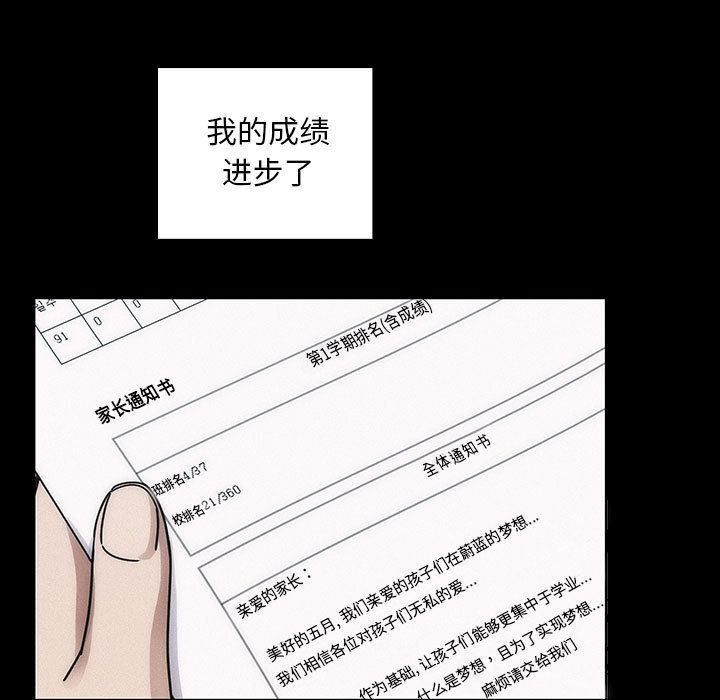 我的成绩
进步了
일수
91 0 0
第1学期排名(含成绩)
家长通知书
班排名4/37
校排名21/360
全体通知书
亲爱的家长：
美好的五月,我们亲爱的孩子们在蔚蓝的梦想...
我们相信各位对孩子们无私的爱...
作为基础,让孩子们能够更集中于学业...
什么是梦想，且为了实现梦想...
麻烦请交给我们